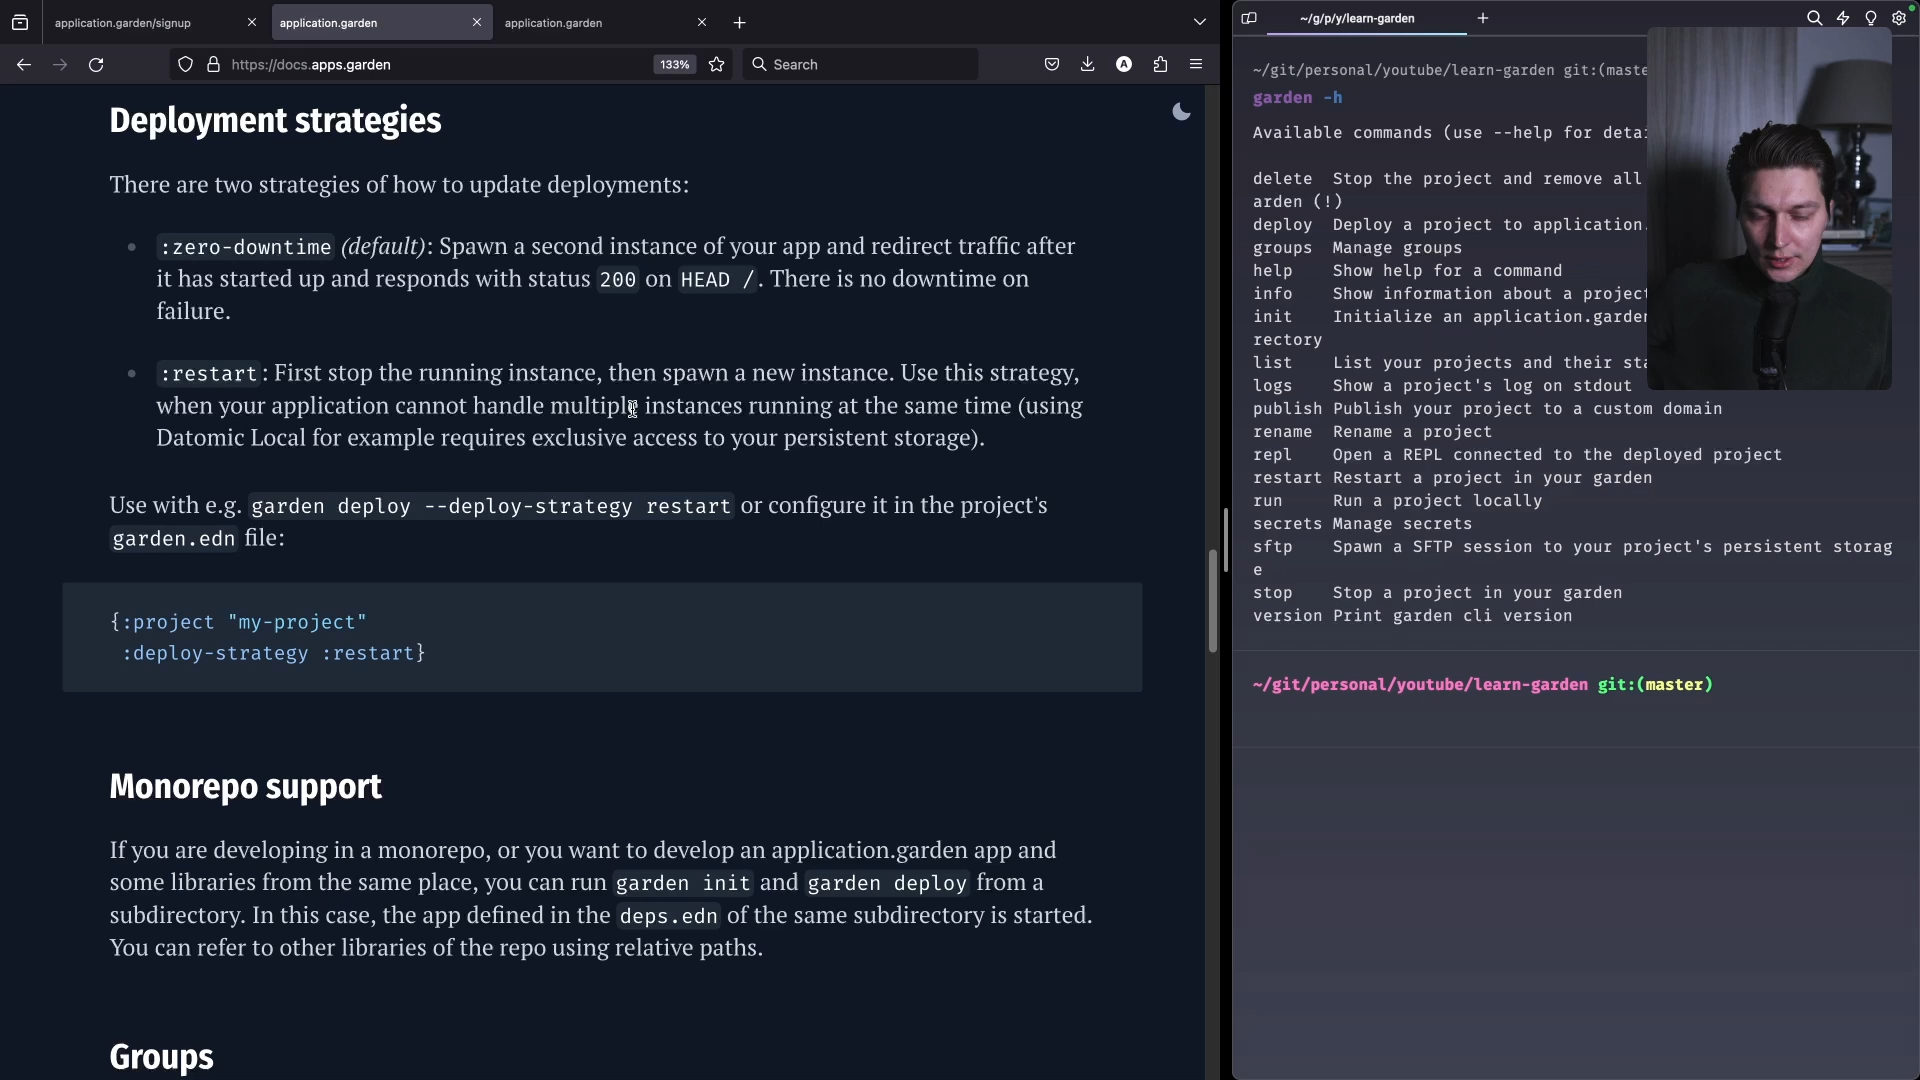 application.garden/signup
application.garden
application.garden
https://docs.apps.garden
133%
Search
Deployment strategies
There are two strategies of how to update deployments:
:zero-downtime (default): Spawn a second instance of your app and redirect traffic after
it has started up and responds with status 200 on HEAD /. There is no downtime on
failure.
:restart: First stop the running instance, then spawn a new instance. Use this strategy,
when your application cannot handle multiple instances running at the same time (using
Datomic Local for example requires exclusive access to your persistent storage).
Use with e.g. garden deploy --deploy-strategy restart or configure it in the project's
garden.edn file:
{:project "my-project"
:deploy-strategy :restart}
Monorepo support
If you are developing in a monorepo, or you want to develop an application.garden app and
some libraries from the same place, you can run garden init and garden deploy from a
subdirectory. In this case, the app defined in the deps.edn of the same subdirectory is started.
You can refer to other libraries of the repo using relative paths.
Groups
~/g/p/y/learn-garden
~/git/personal/youtube/learn-garden git:(maste
garden -h
Available commands (use --help for detai
delete Stop the project and remove all
arden (!)
deploy Deploy a project to application.
groups Manage groups
help Show help for a command
info Show information about a project
init Initialize an application.garden
rectory
list List your projects and their sta
logs Show a project's log on stdout
publish Publish your project to a custom domain
rename Rename a project
repl Open a REPL connected to the deployed project
restart Restart a project in your garden
run Run a project locally
secrets Manage secrets
sftp Spawn a SFTP session to your project's persistent storag
e
stop Stop a project in your garden
version Print garden cli version
~/git/personal/youtube/learn-garden git:(master)